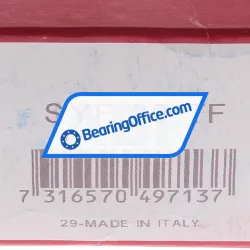 BearingOffice.com
7 316570 497137
29-MADE IN ITALY